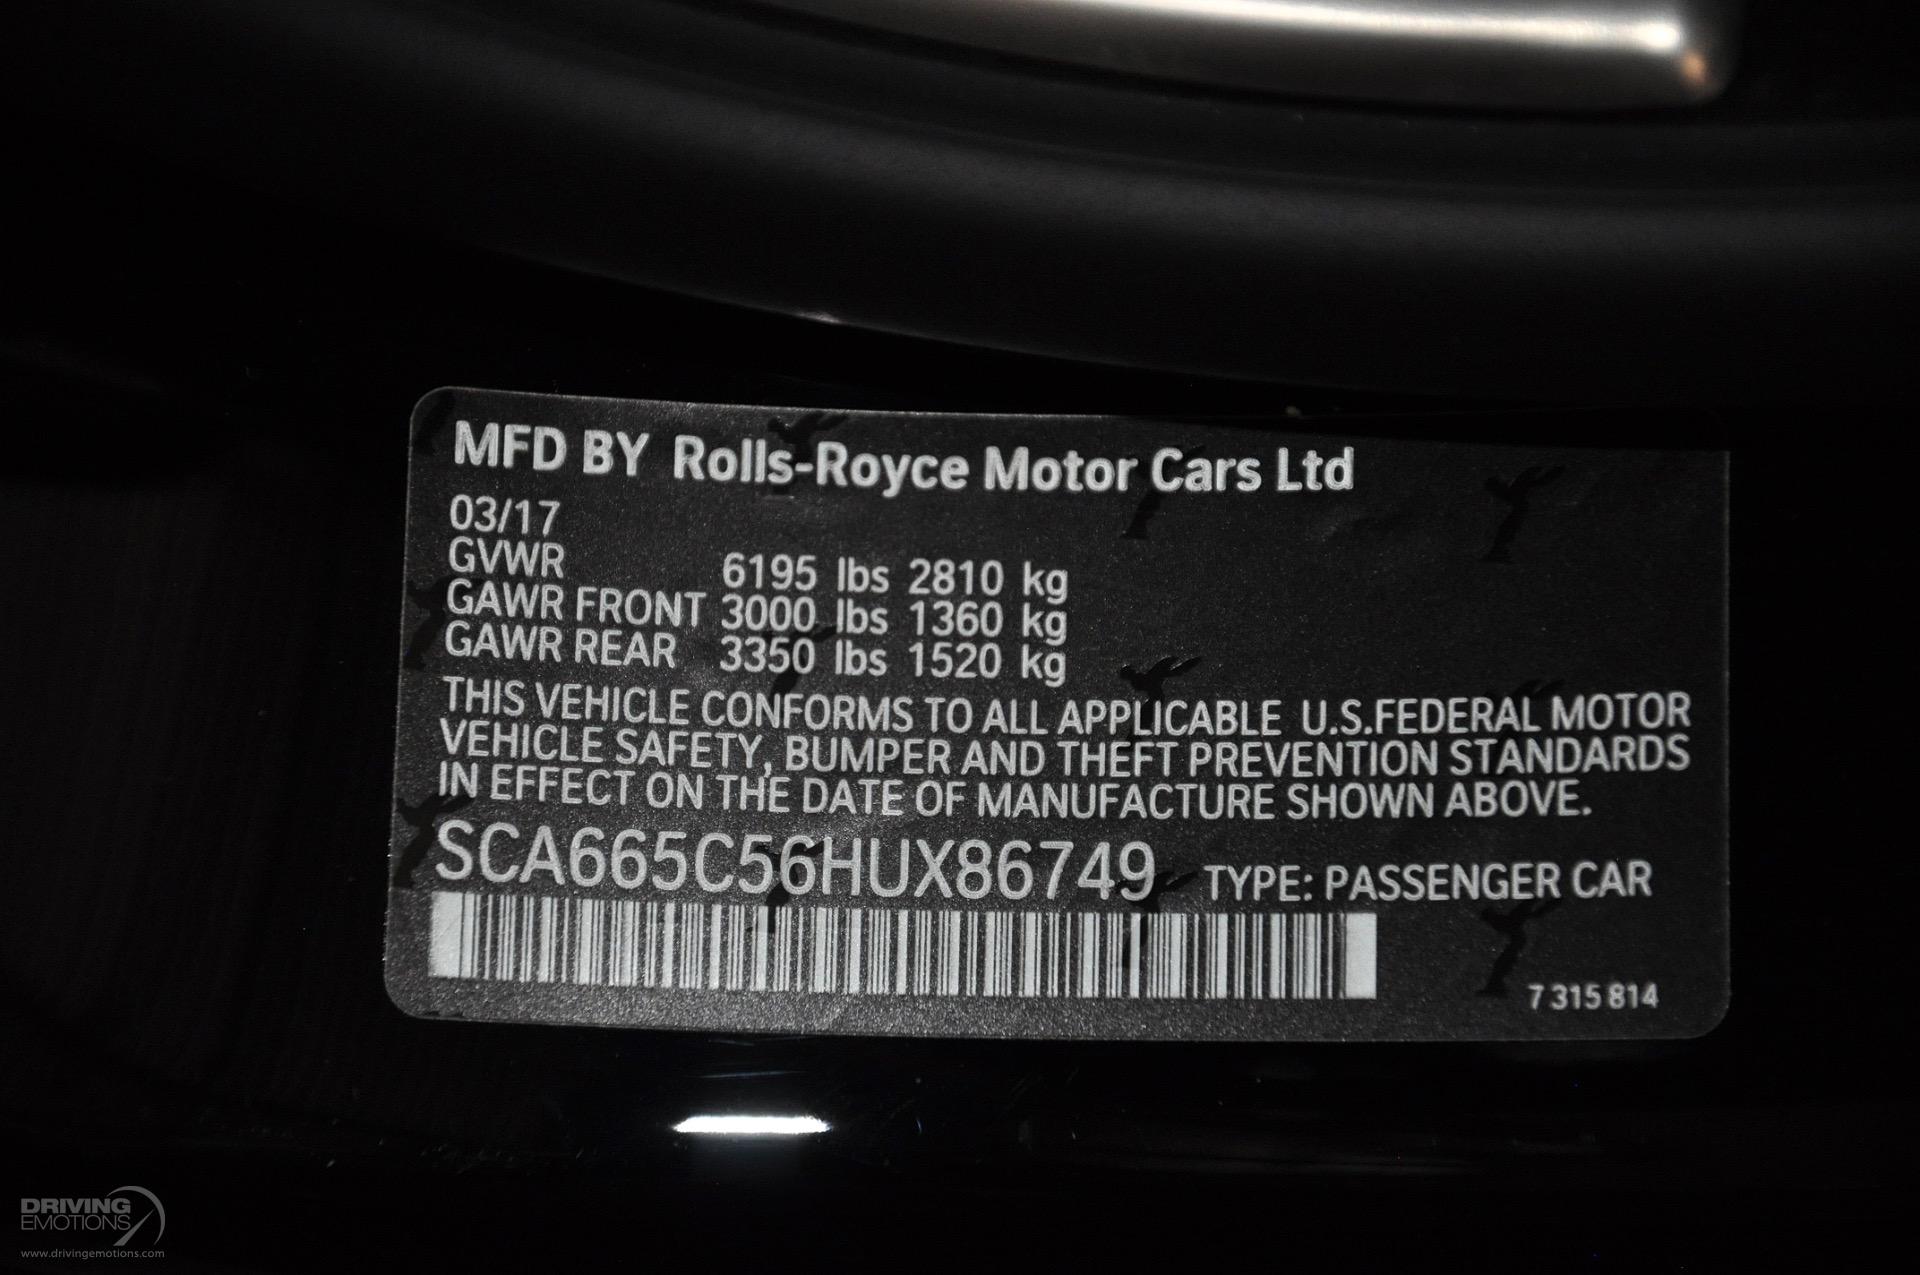 MFD BY Rolls-Royce Motor Cars Ltd
03/17
GVWR 6195 lbs 2810 kg
GAWR FRONT 3000 lbs 1360 kg
GAWR REAR 3350 lbs 1520 kg
THIS VEHICLE CONFORMS TO ALL APPLICABLE U.S.FEDERAL MOTOR
VEHICLE SAFETY, BUMPER AND THEFT PREVENTION STANDARDS
IN EFFECT ON THE DATE OF MANUFACTURE SHOWN ABOVE.
SCA665C56HUX86749 TYPE: PASSENGER CAR
7 315 814
DRIVING
EMOTIONS
www.drivingemotions.com